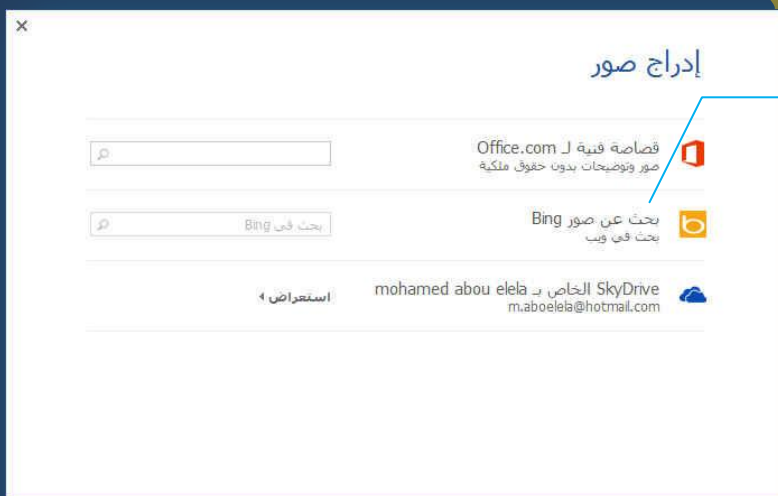 إدراج صور
قصاصة فنية لـ Office.com
صور وتوضيحات بدون حقوق ملكية
بحث عن صور Bing
بحث في ويب
بحث في Bing
SkyDrive الخاص بـ mohamed abou elela
m.aboelela@hotmail.com
استعراض